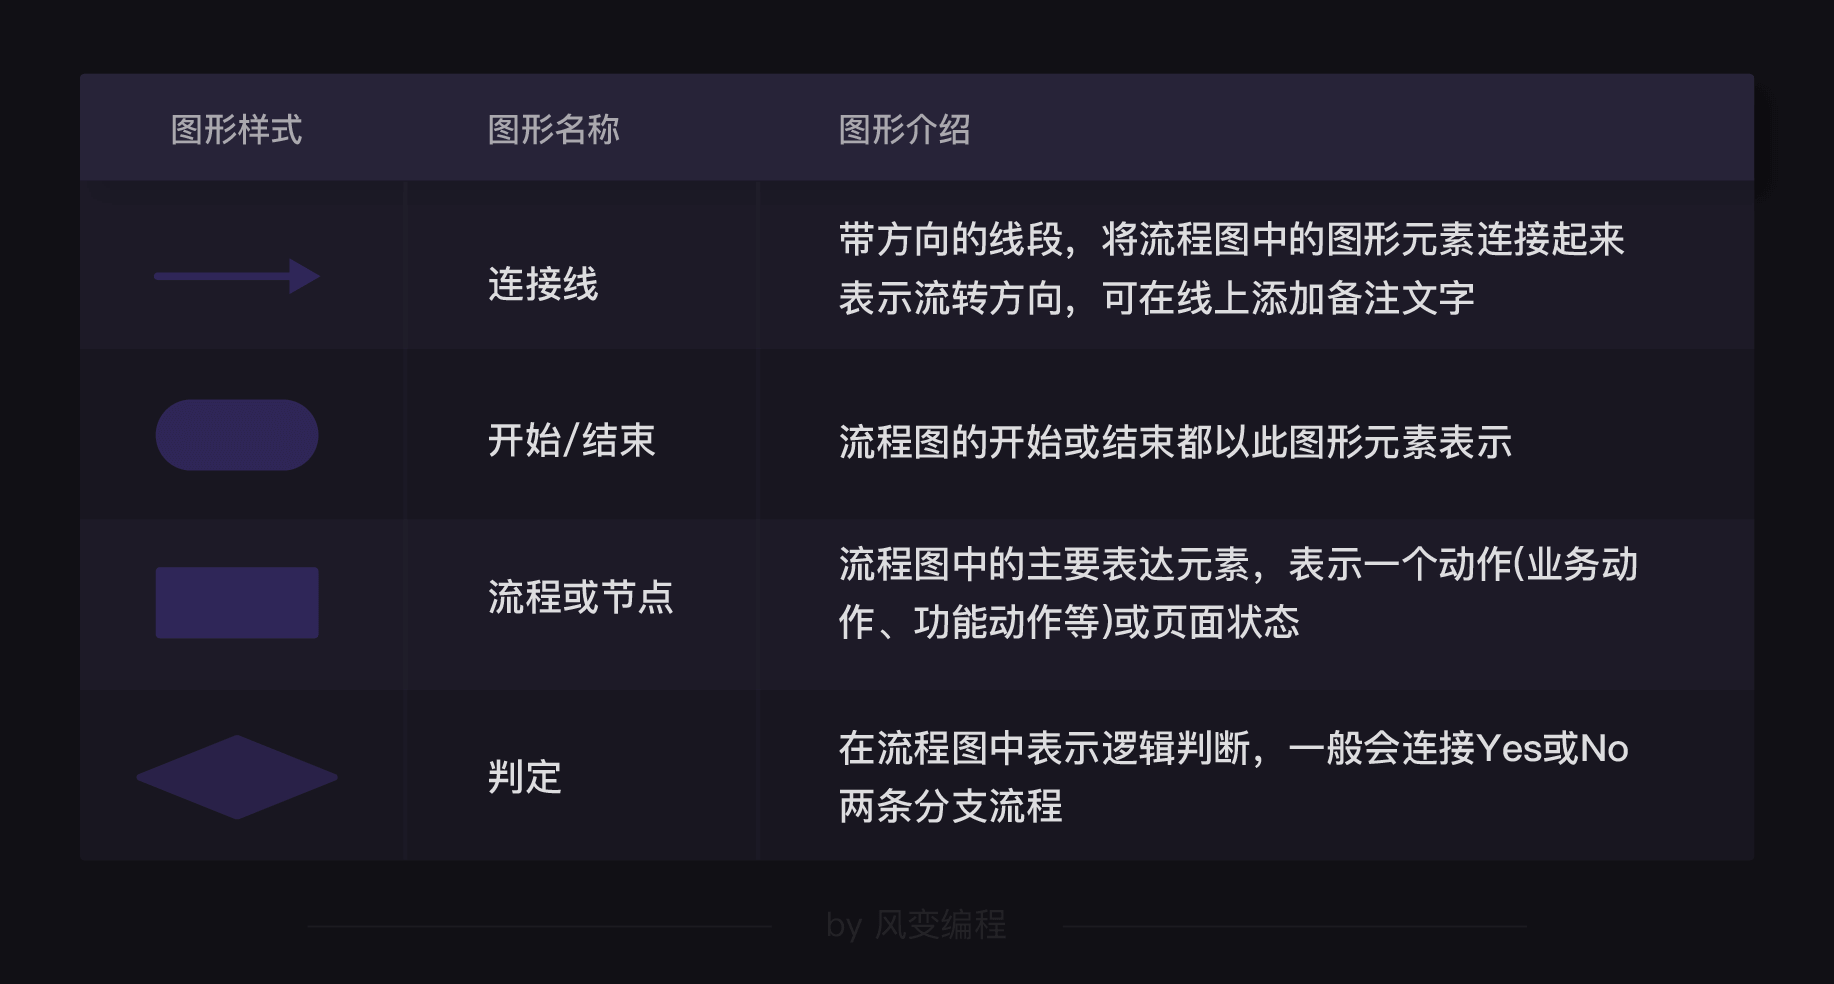 图形样式
图形名称
图形介绍
连接线
带方向的线段，将流程图中的图形元素连接起来
表示流转方向，可在线上添加备注文字
开始/结束
流程图的开始或结束都以此图形元素表示
流程或节点
流程图中的主要表达元素，表示一个动作(业务动
作、功能动作等)或页面状态
判定
在流程图中表示逻辑判断，一般会连接Yes或No
两条分支流程
by 风变编程